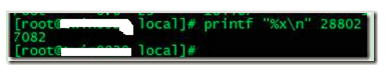 [root@ local]# printf "%x\n" 28802
7082
[root@ local]#